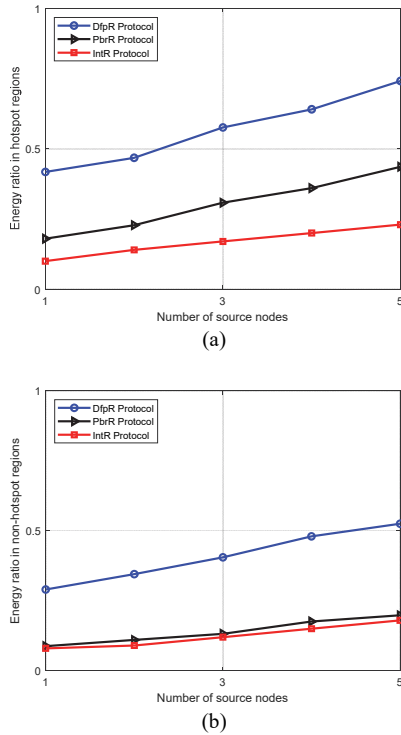 1
DfpR Protocol
PbrR Protocol
IntR Protocol
Energy ratio in hotspot regions
0.5
0
1
3
5
Number of source nodes
(a)
1
DfpR Protocol
PbrR Protocol
IntR Protocol
Energy ratio in non-hotspot regions
0.5
0
1
3
5
Number of source nodes
(b)